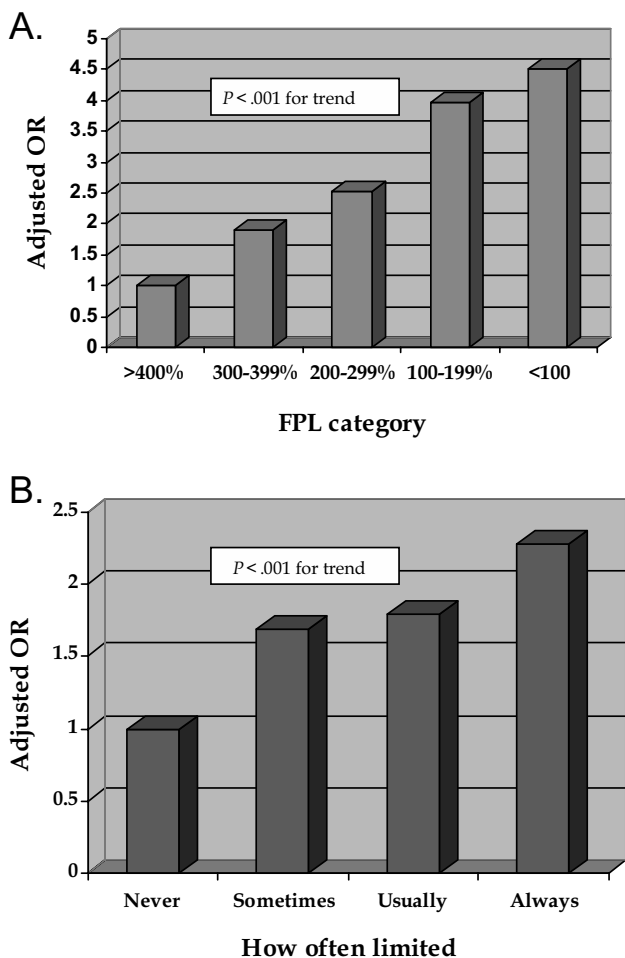 A.
5
4.5
4
3.5
3
2.5
2
1.5
1
0.5
0
Adjusted OR
P < .001 for trend
>400% 300-399% 200-299% 100-199% <100
FPL category
B.
2.5
2
1.5
1
0.5
0
Adjusted OR
P < .001 for trend
Never Sometimes Usually Always
How often limited